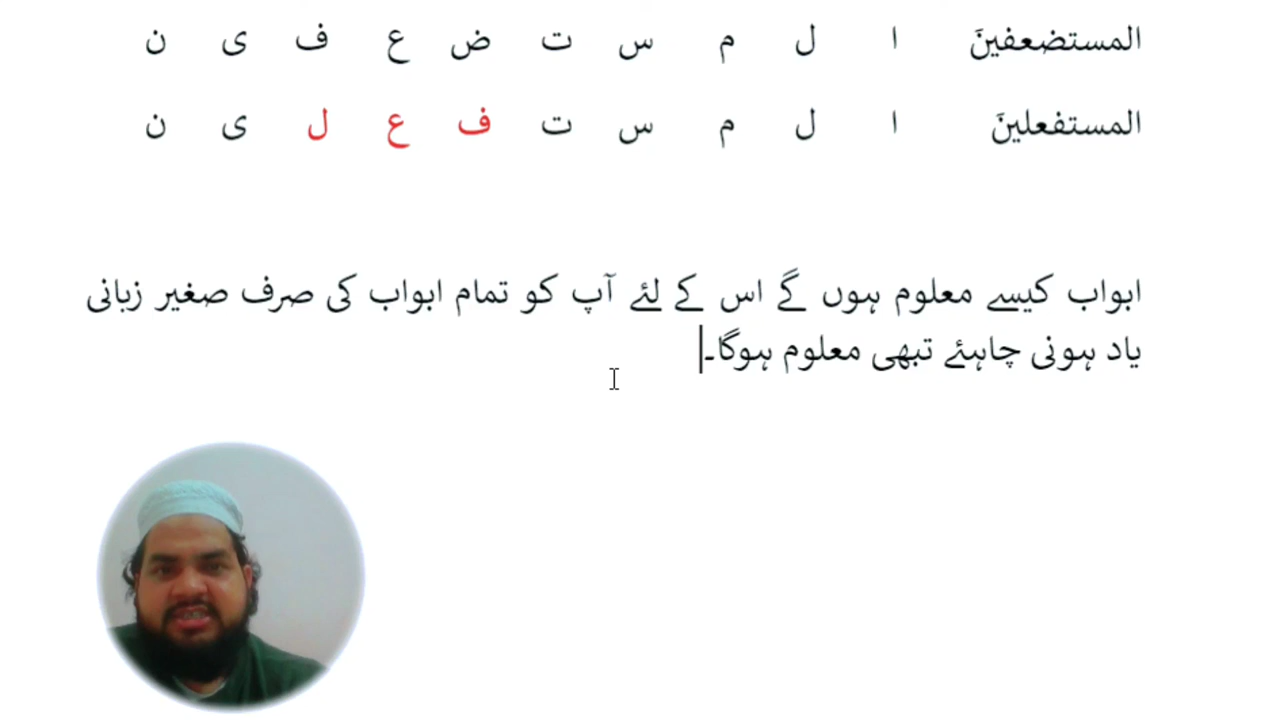 المستضعفینَ ا ل م س ت ض ع ف ی ن
المستفعلینَ ا ل م س ت ف ع ل ی ن
ابواب کیسے معلوم ہوں گے اس کے لئے آپ کو تمام ابواب کی صرف صغیر زبانی
یاد ہونی چاہئے تبھی معلوم ہوگا۔